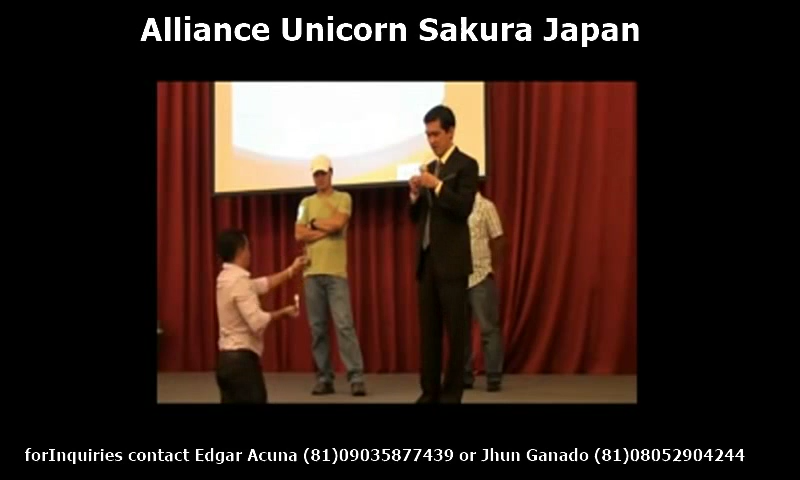 Alliance Unicorn Sakura Japan
forInquiries contact Edgar Acuna (81)09035877439 or Jhun Ganado (81)08052904244